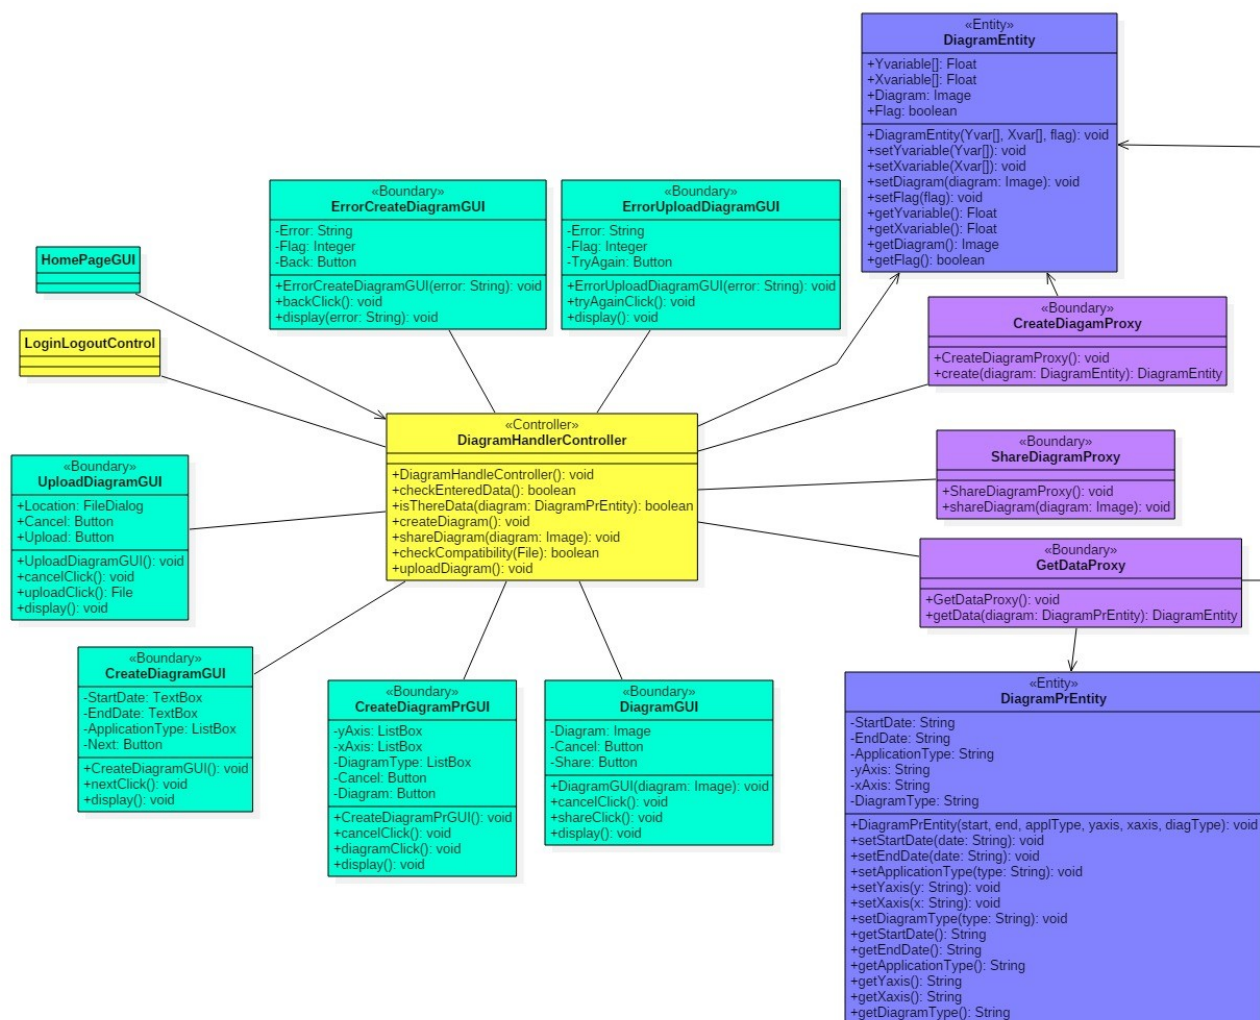 «Entity»
DiagramEntity
+Yvariable[]: Float
+Xvariable[]: Float
+Diagram: Image
+Flag: boolean
+DiagramEntity(Yvar[], Xvar[], flag): void
+setYvariable(Yvar[]): void
+setXvariable(Xvar[]): void
+setDiagram(diagram: Image): void
+setFlag(flag): void
+getYvariable(): Float
+getXvariable(): Float
+getDiagram(): Image
+getFlag(): boolean
«Boundary»
ErrorCreateDiagramGUI
-Error: String
-Flag: Integer
-Back: Button
+ErrorCreateDiagramGUI(error: String): void
+backClick(): void
+display(error: String): void
«Boundary»
ErrorUploadDiagramGUI
-Error: String
-Flag: Integer
-TryAgain: Button
+ErrorUploadDiagramGUI(error: String): void
+tryAgainClick(): void
+display(): void
HomePageGUI
LoginLogoutControl
«Boundary»
CreateDiagamProxy
+CreateDiagramProxy(): void
+create(diagram: DiagramEntity): DiagramEntity
«Controller»
DiagramHandlerController
+DiagramHandleController(): void
+checkEnteredData(): boolean
+isThereData(diagram: DiagramPrEntity): boolean
+createDiagram(): void
+shareDiagram(diagram: Image): void
+checkCompatibility(File): boolean
+uploadDiagram(): void
«Boundary»
ShareDiagramProxy
+ShareDiagramProxy(): void
+shareDiagram(diagram: Image): void
«Boundary»
UploadDiagramGUI
+Location: FileDialog
+Cancel: Button
+Upload: Button
+UploadDiagramGUI(): void
+cancelClick(): void
+uploadClick(): File
+display(): void
«Boundary»
GetDataProxy
+GetDataProxy(): void
+getData(diagram: DiagramPrEntity): DiagramEntity
«Boundary»
CreateDiagramGUI
-StartDate: TextBox
-EndDate: TextBox
-ApplicationType: ListBox
-Next: Button
+CreateDiagramGUI(): void
+nextClick(): void
+display(): void
«Boundary»
CreateDiagramPrGUI
-yAxis: ListBox
-xAxis: ListBox
-DiagramType: ListBox
-Cancel: Button
-Diagram: Button
+CreateDiagramPrGUI(): void
+cancelClick(): void
+diagramClick(): void
+display(): void
«Boundary»
DiagramGUI
-Diagram: Image
-Cancel: Button
-Share: Button
+DiagramGUI(diagram: Image): void
+cancelClick(): void
+shareClick(): void
+display(): void
«Entity»
DiagramPrEntity
-StartDate: String
-EndDate: String
-ApplicationType: String
-yAxis: String
-xAxis: String
-DiagramType: String
+DiagramPrEntity(start, end, applType, yaxis, xaxis, diagType): void
+setStartDate(date: String): void
+setEndDate(date: String): void
+setApplicationType(type: String): void
+setYaxis(y: String): void
+setXaxis(x: String): void
+setDiagramType(type: String): void
+getStartDate(): String
+getEndDate(): String
+getApplicationType(): String
+getYaxis(): String
+getXaxis(): String
+getDiagramType(): String